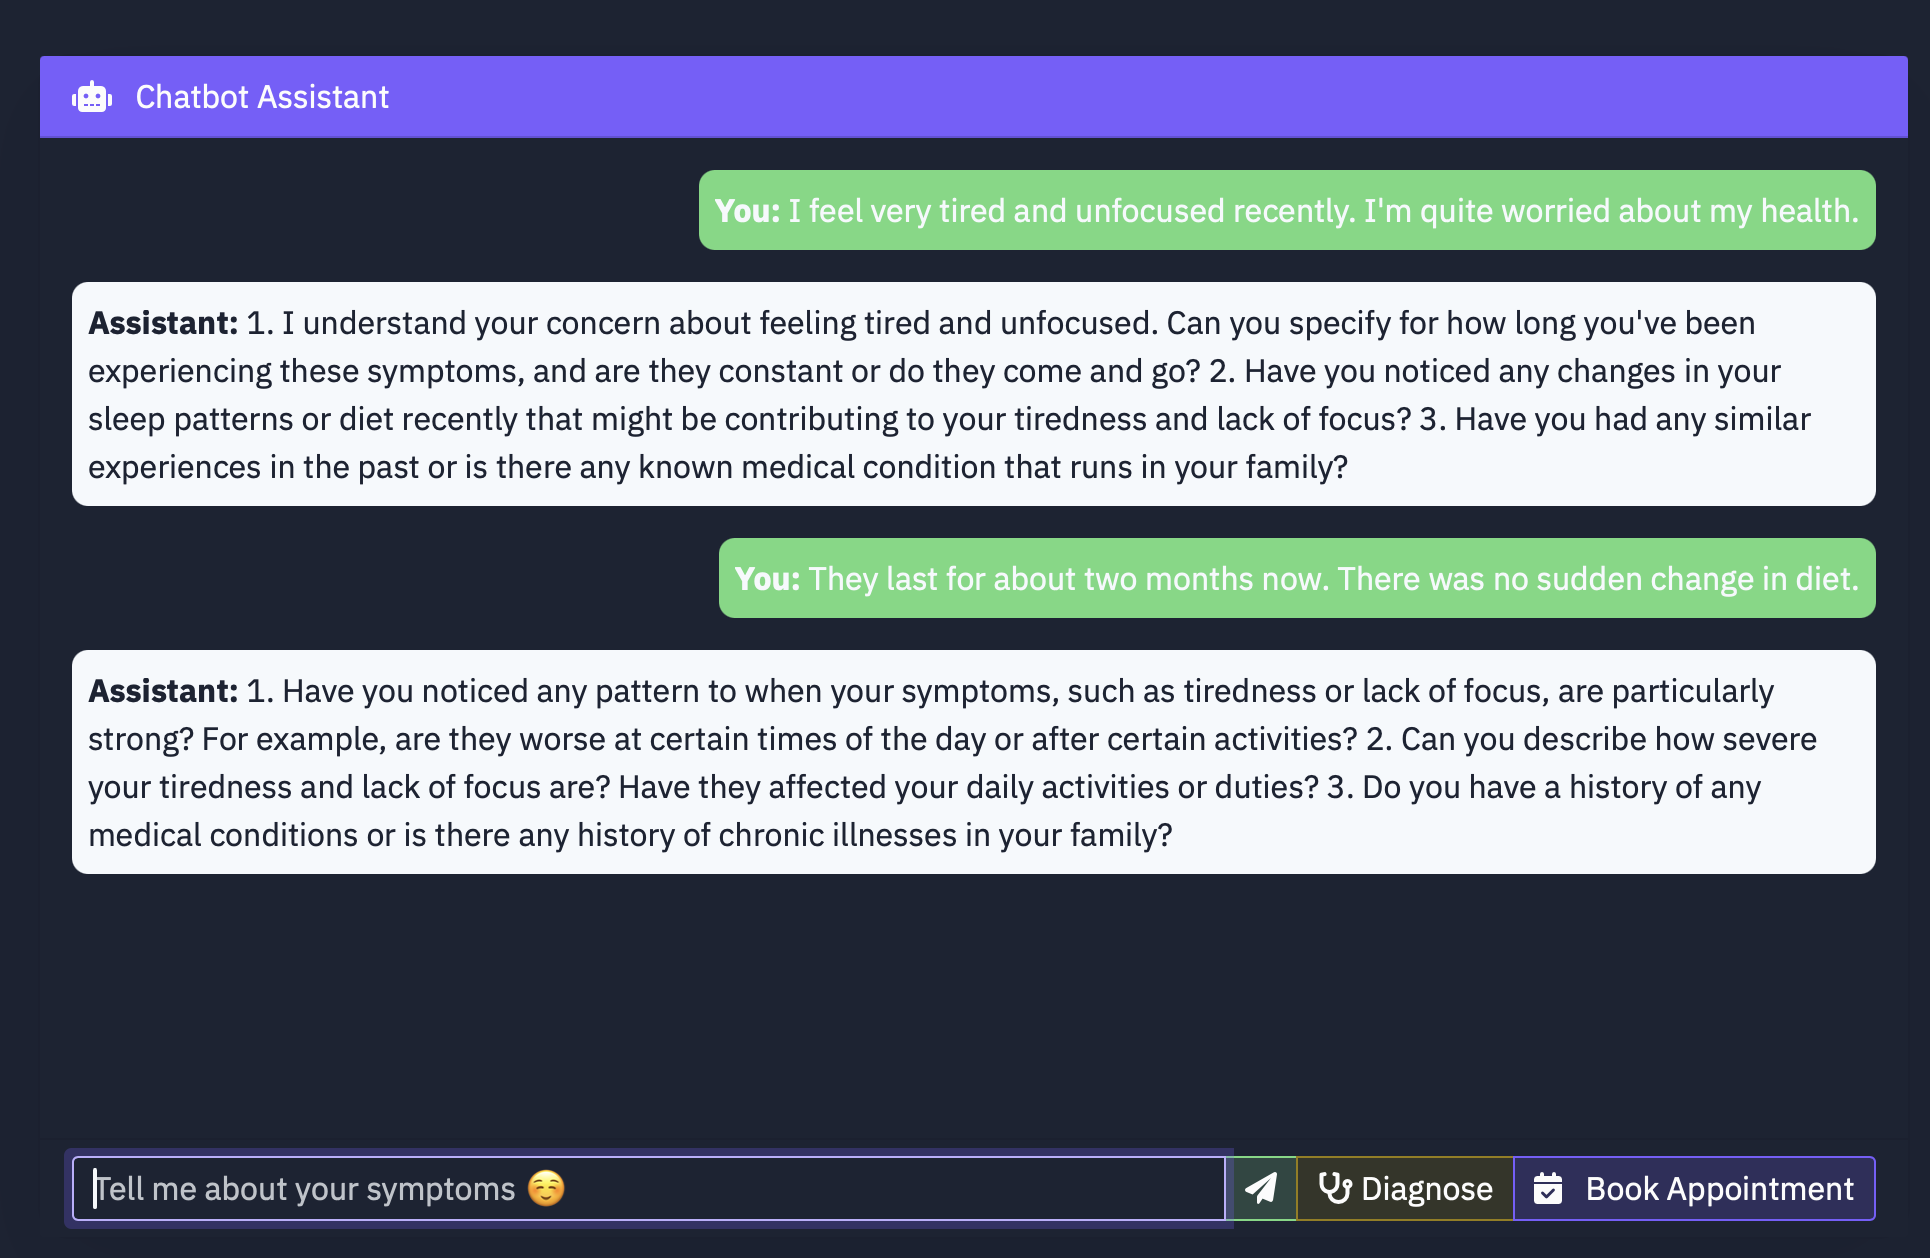 Chatbot Assistant
You: I feel very tired and unfocused recently. I'm quite worried about my health.
Assistant: 1. I understand your concern about feeling tired and unfocused. Can you specify for how long you've been
experiencing these symptoms, and are they constant or do they come and go? 2. Have you noticed any changes in your
sleep patterns or diet recently that might be contributing to your tiredness and lack of focus? 3. Have you had any similar
experiences in the past or is there any known medical condition that runs in your family?
You: They last for about two months now. There was no sudden change in diet.
Assistant: 1. Have you noticed any pattern to when your symptoms, such as tiredness or lack of focus, are particularly
strong? For example, are they worse at certain times of the day or after certain activities? 2. Can you describe how severe
your tiredness and lack of focus are? Have they affected your daily activities or duties? 3. Do you have a history of any
medical conditions or is there any history of chronic illnesses in your family?
Tell me about your symptoms ☺️
Diagnose
Book Appointment